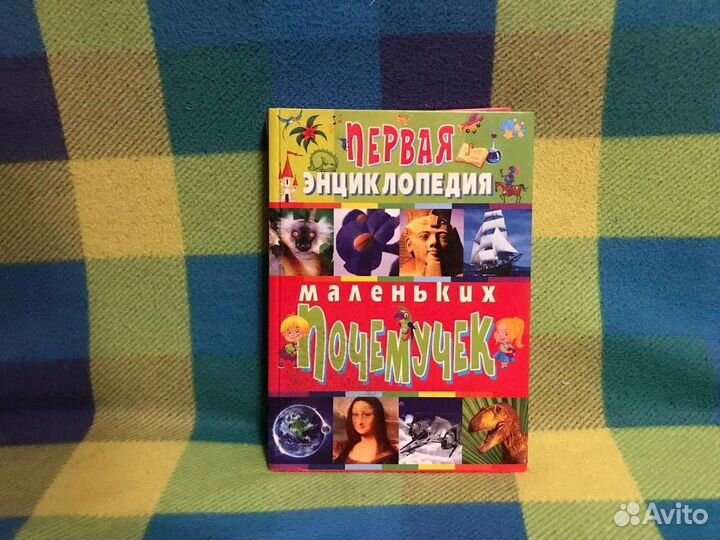 ПЕРВАЯ
ЭНЦИКЛОПЕДИЯ
маленьких
ПОЧЕМУЧЕК
Avito